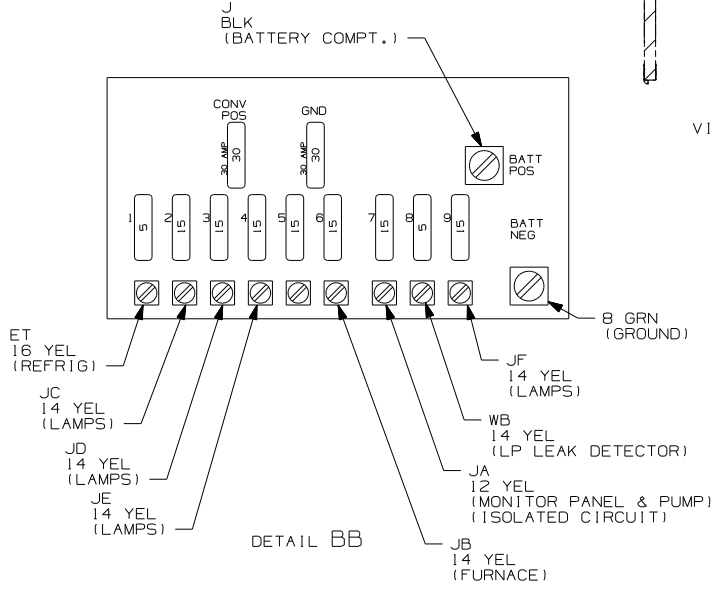 J
BLK
(BATTERY COMPT.)
VI
CONV
POS
GND
30 AMP
30
30 AMP
30
BATT
POS
1
5
2
15
3
15
4
15
5
15
6
15
7
15
8
5
9
15
BATT
NEG
8 GRN
(GROUND)
ET
16 YEL
(REFRIG)
JF
14 YEL
(LAMPS)
JC
14 YEL
(LAMPS)
WB
14 YEL
(LP LEAK DETECTOR)
JD
14 YEL
(LAMPS)
JA
12 YEL
(MONITOR PANEL & PUMP)
(ISOLATED CIRCUIT)
JE
14 YEL
(LAMPS)
DETAIL BB
JB
14 YEL
(FURNACE)